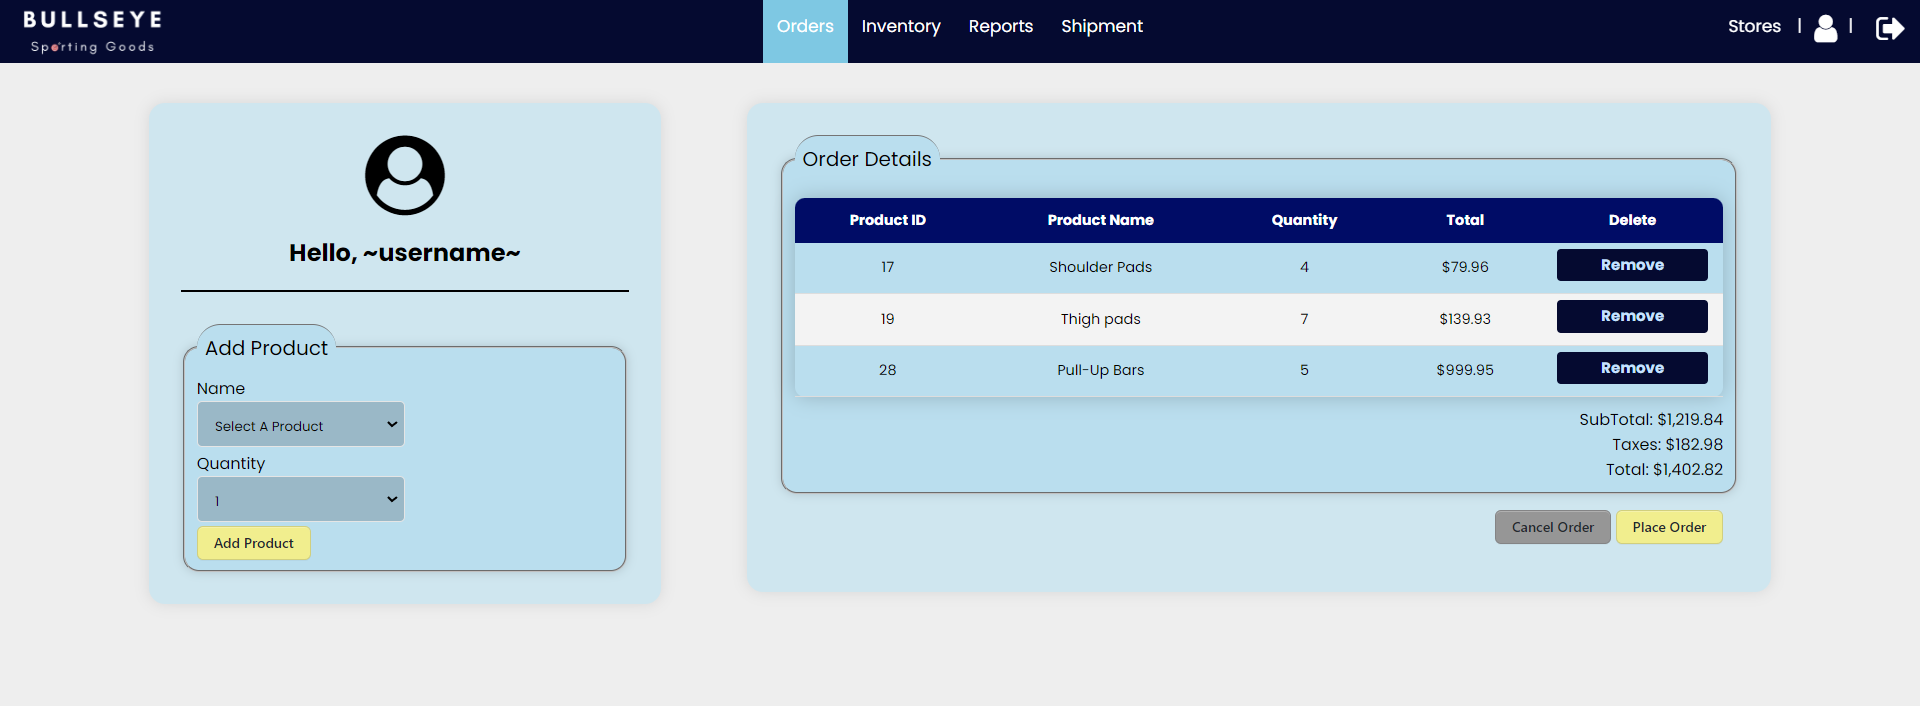 BULLSEYE
Sporting Goods
Orders Inventory Reports Shipment
Stores | |
Hello, ~username~
Add Product
Name
Select A Product
Quantity
1
Add Product
Order Details
Product ID Product Name Quantity Total Delete
17 Shoulder Pads 4 $79.96 Remove
19 Thigh pads 7 $139.93 Remove
28 Pull-Up Bars 5 $999.95 Remove
SubTotal: $1,219.84
Taxes: $182.98
Total: $1,402.82
Cancel Order Place Order